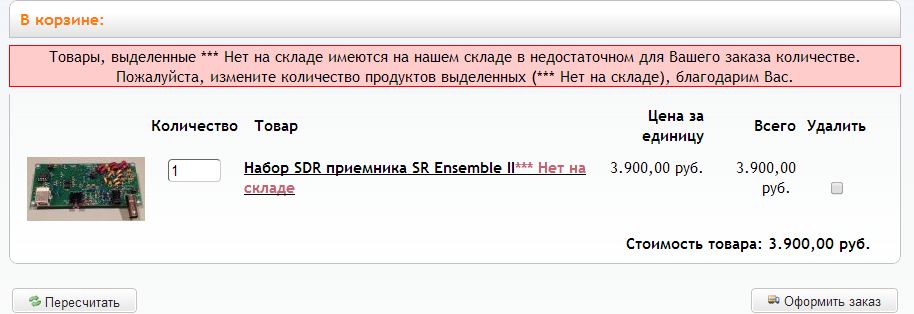 В корзине:
Товары, выделенные *** Нет на складе имеются на нашем складе в недостаточном для Вашего заказа количестве.
Пожалуйста, измените количество продуктов выделенных (*** Нет на складе), благодарим Вас.
Количество Товар Цена за единицу Всего Удалить
1 Набор SDR приемника SR Ensemble II*** Нет на 3.900,00 руб. 3.900,00
складе руб.
Стоимость товара: 3.900,00 руб.
Пересчитать Оформить заказ